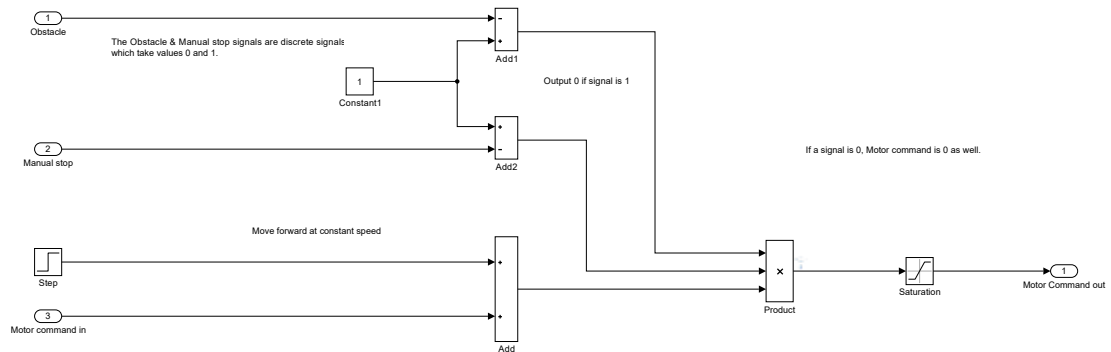 1
Obstacle
The Obstacle & Manual stop signals are discrete signals
which take values 0 and 1.
Add1
1
Constant1
Output 0 if signal is 1
2
Manual stop
Add2
If a signal is 0, Motor command is 0 as well.
Move forward at constant speed
Step
3
Motor command in
Add
Product
Saturation
1
Motor Command out